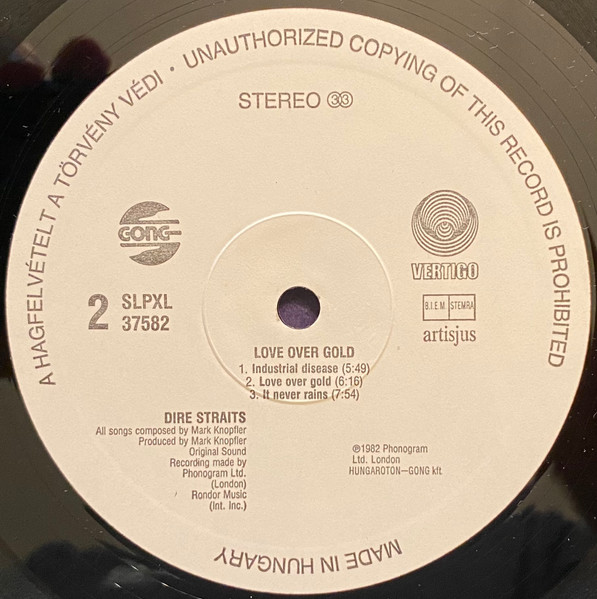 A HAGFELVÉTELT A TÖRVÉNY VÉDI • UNAUTHORIZED COPYING OF THIS RECORD IS PROHIBITED
STEREO 33
GONG
VERTIGO
2
SLPXL
37582
B.I.E.M. STEMRA
artisjus
LOVE OVER GOLD
1. Industrial disease (5:49)
2. Love over gold (6:16)
3. It never rains (7:54)
DIRE STRAITS
All songs composed by Mark Knopfler
Produced by Mark Knopfler
Original Sound
Recording made by
Phonogram Ltd.
(London)
Rondor Music
(Int. Inc.)
℗1982 Phonogram
Ltd. London
HUNGAROTON—GONG kft.
MADE IN HUNGARY